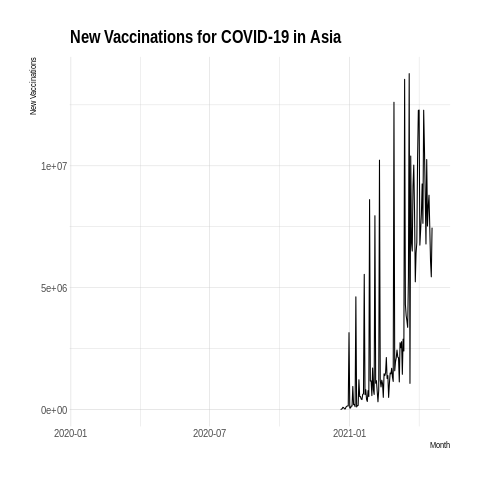 New Vaccinations for COVID-19 in Asia
New Vaccinations
1e+07
5e+06
0e+00
2020-01
2020-07
2021-01
Month